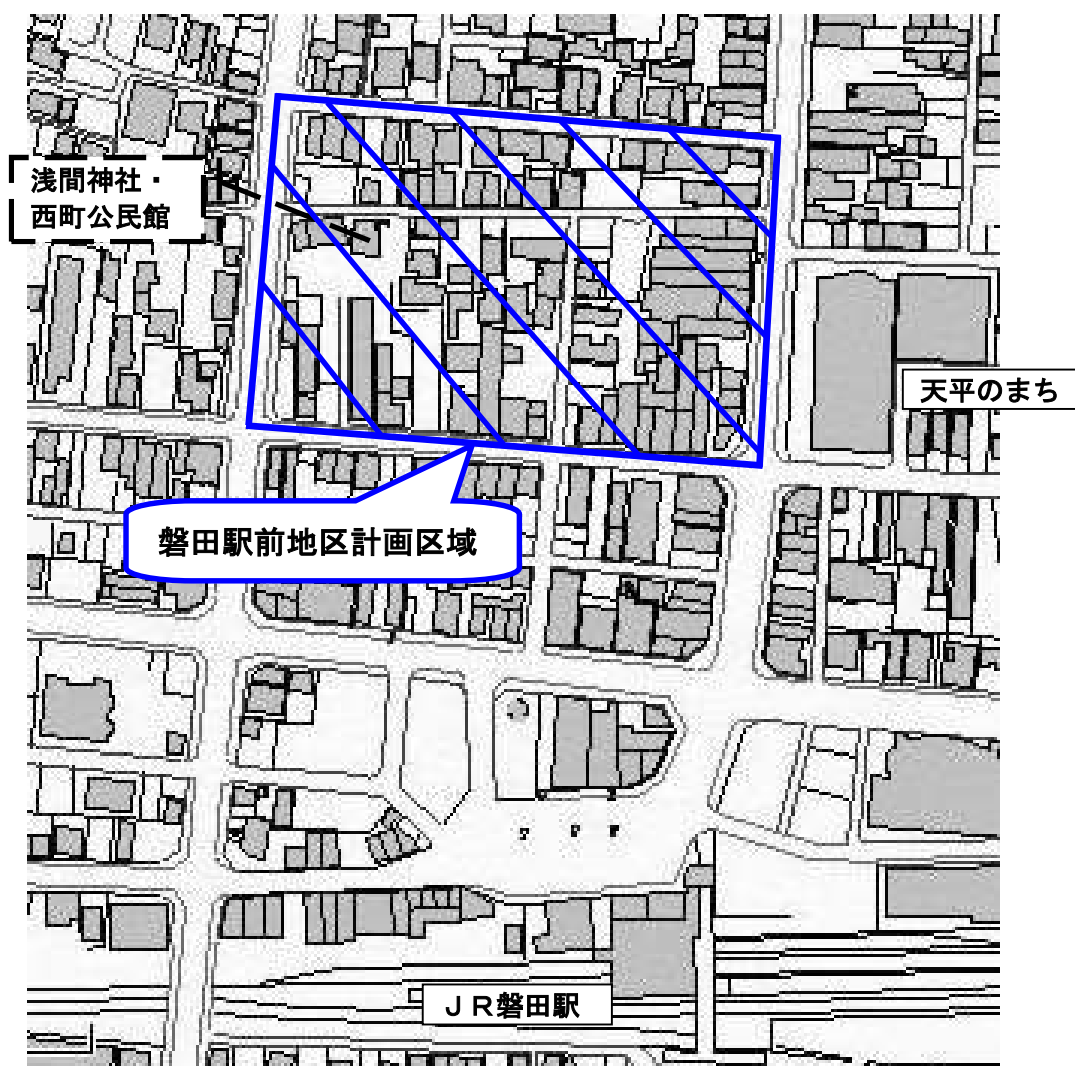 浅間神社・
西町公民館
天平のまち
磐田駅前地区計画区域
ＪＲ磐田駅